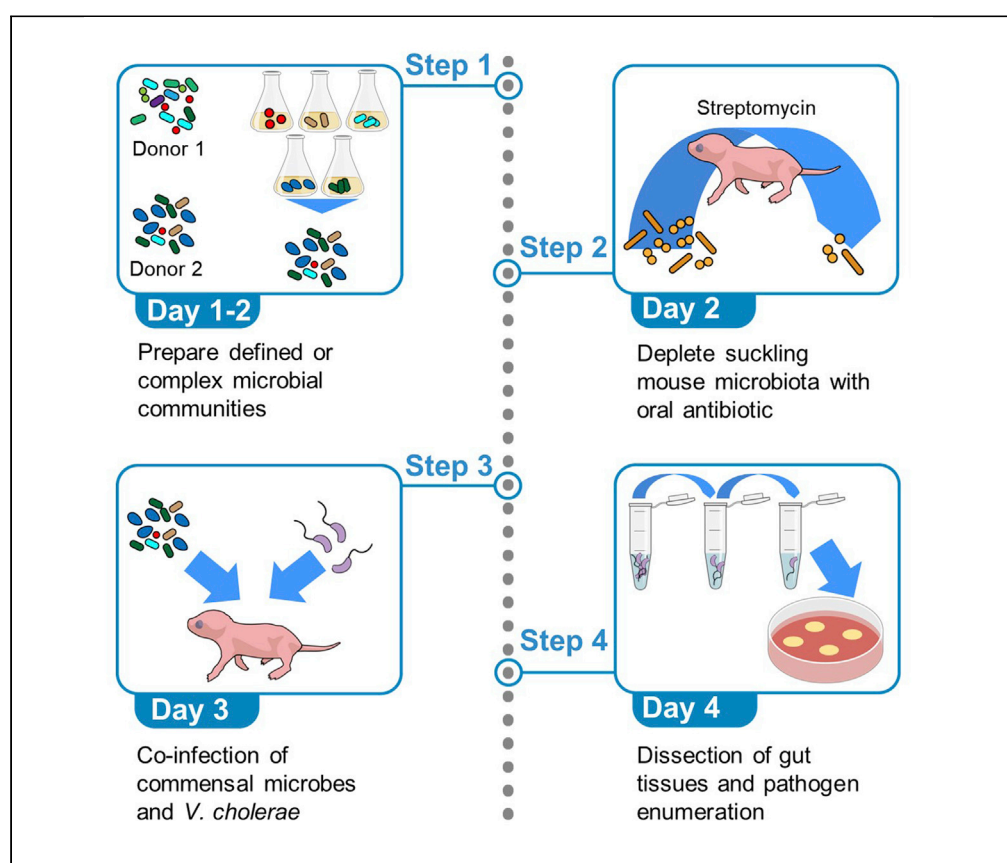 Step 1
Donor 1
Donor 2
Day 1-2
Prepare defined or
complex microbial
communities
Step 2
Streptomycin
Day 2
Deplete suckling
mouse microbiota with
oral antibiotic
Step 3
Day 3
Co-infection of
commensal microbes
and V. cholerae
Step 4
Day 4
Dissection of gut
tissues and pathogen
enumeration